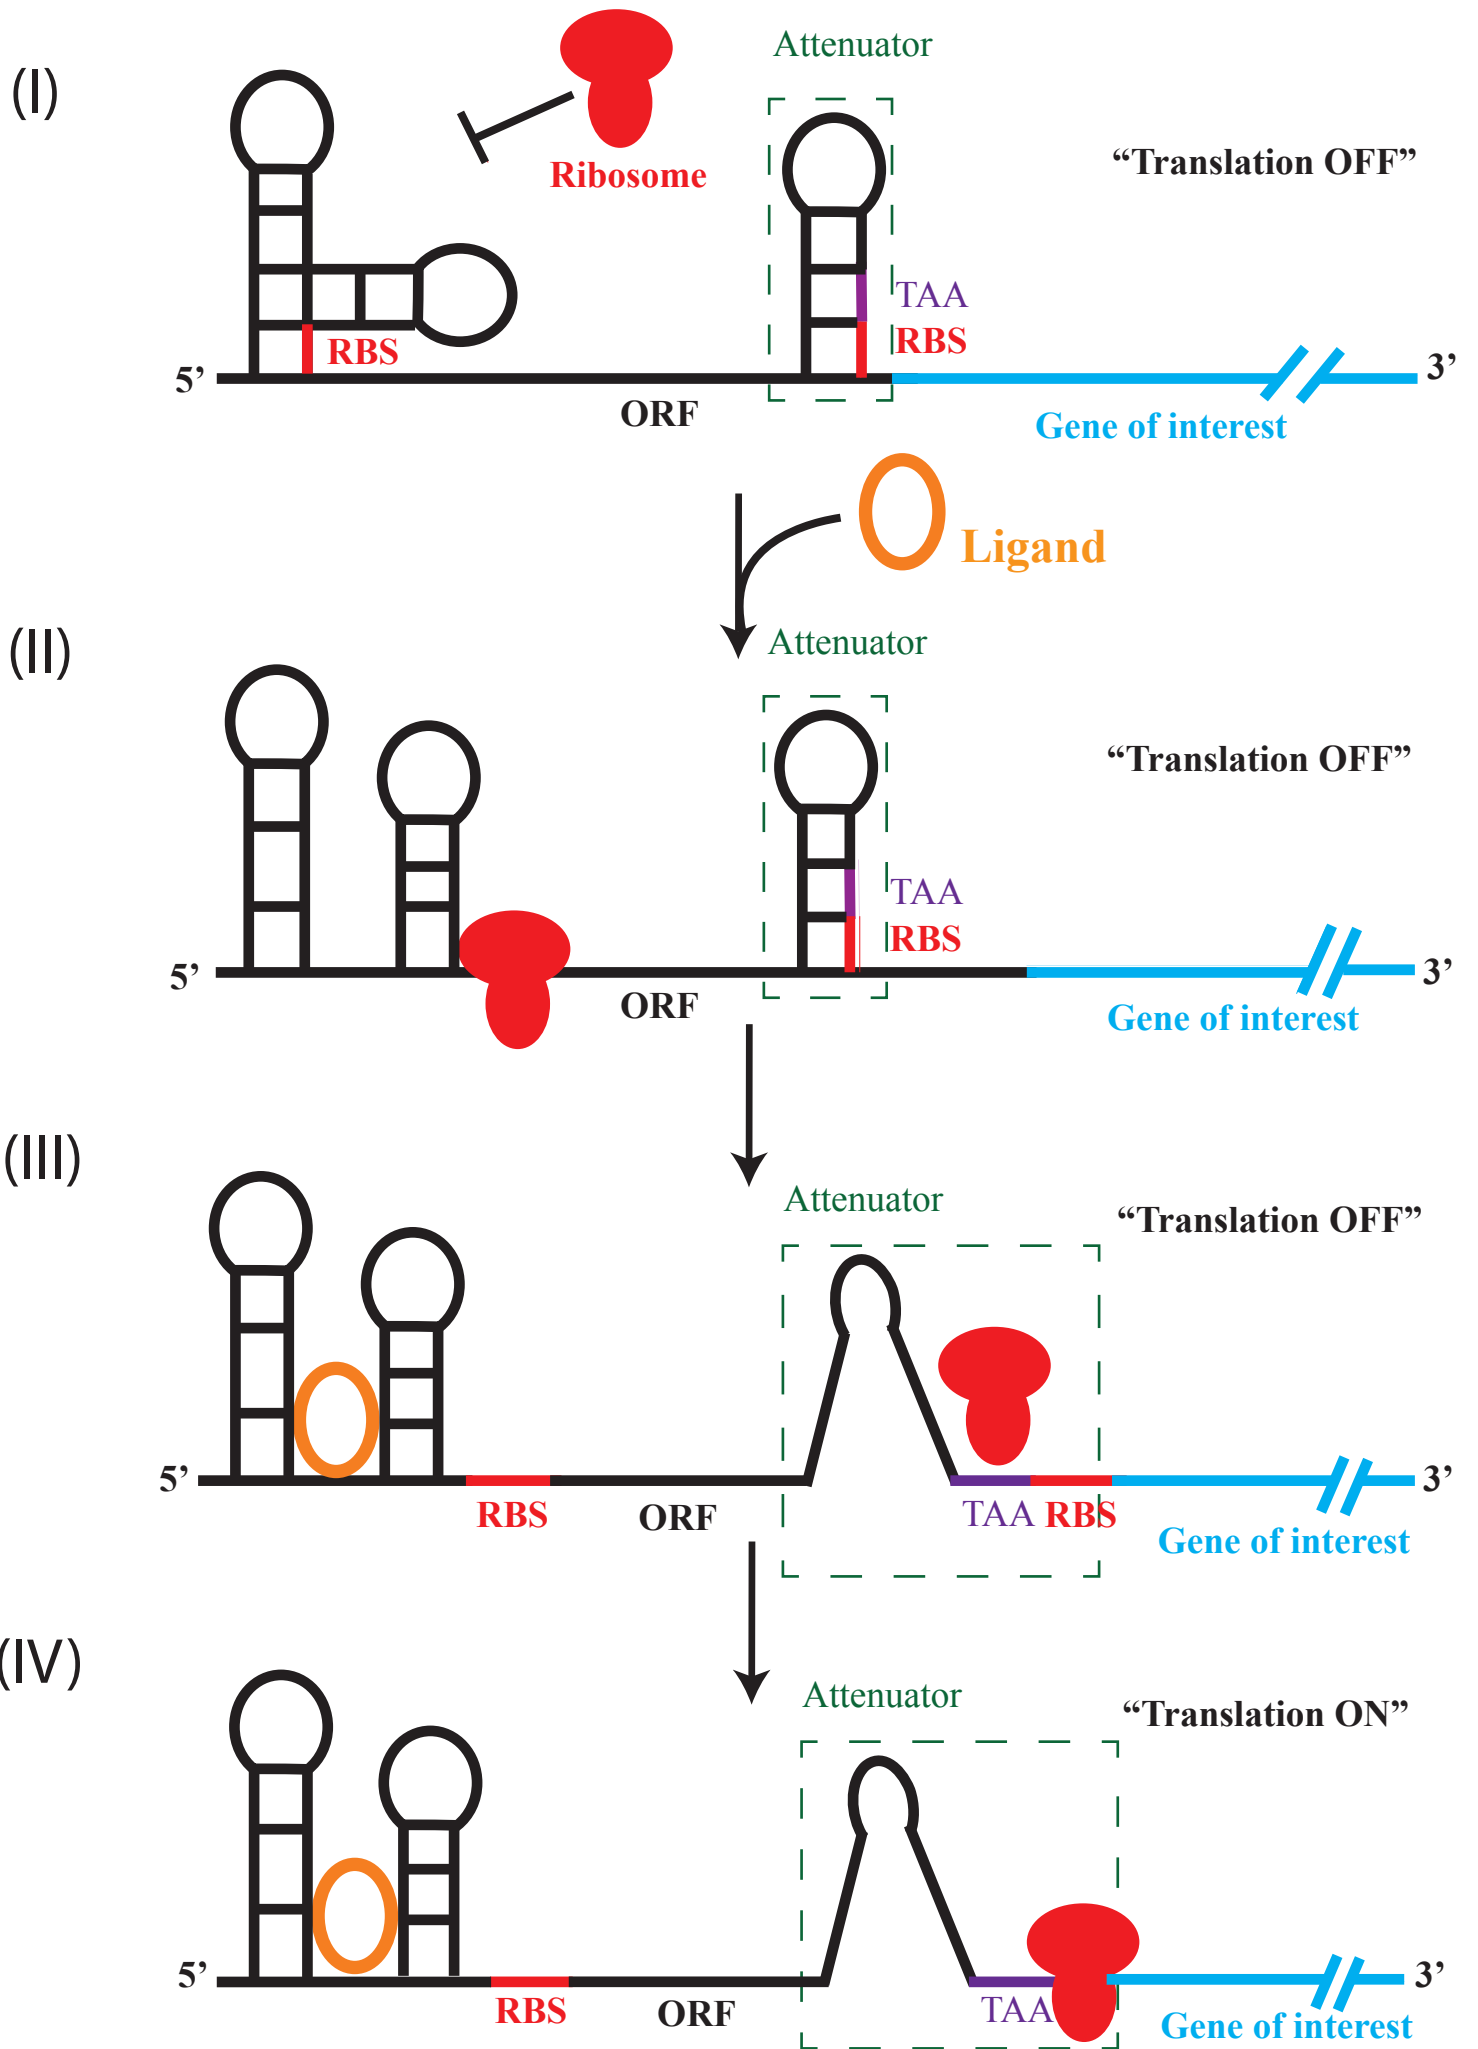 (I)
Attenuator
Ribosome
“Translation OFF”
TAA
RBS
RBS
5’
3’
ORF
Gene of interest
Ligand
(II)
Attenuator
“Translation OFF”
TAA
RBS
5’
3’
ORF
Gene of interest
(III)
Attenuator
“Translation OFF”
5’
3’
RBS
ORF
TAA
RBS
Gene of interest
(IV)
Attenuator
“Translation ON”
5’
3’
RBS
ORF
TAA
Gene of interest